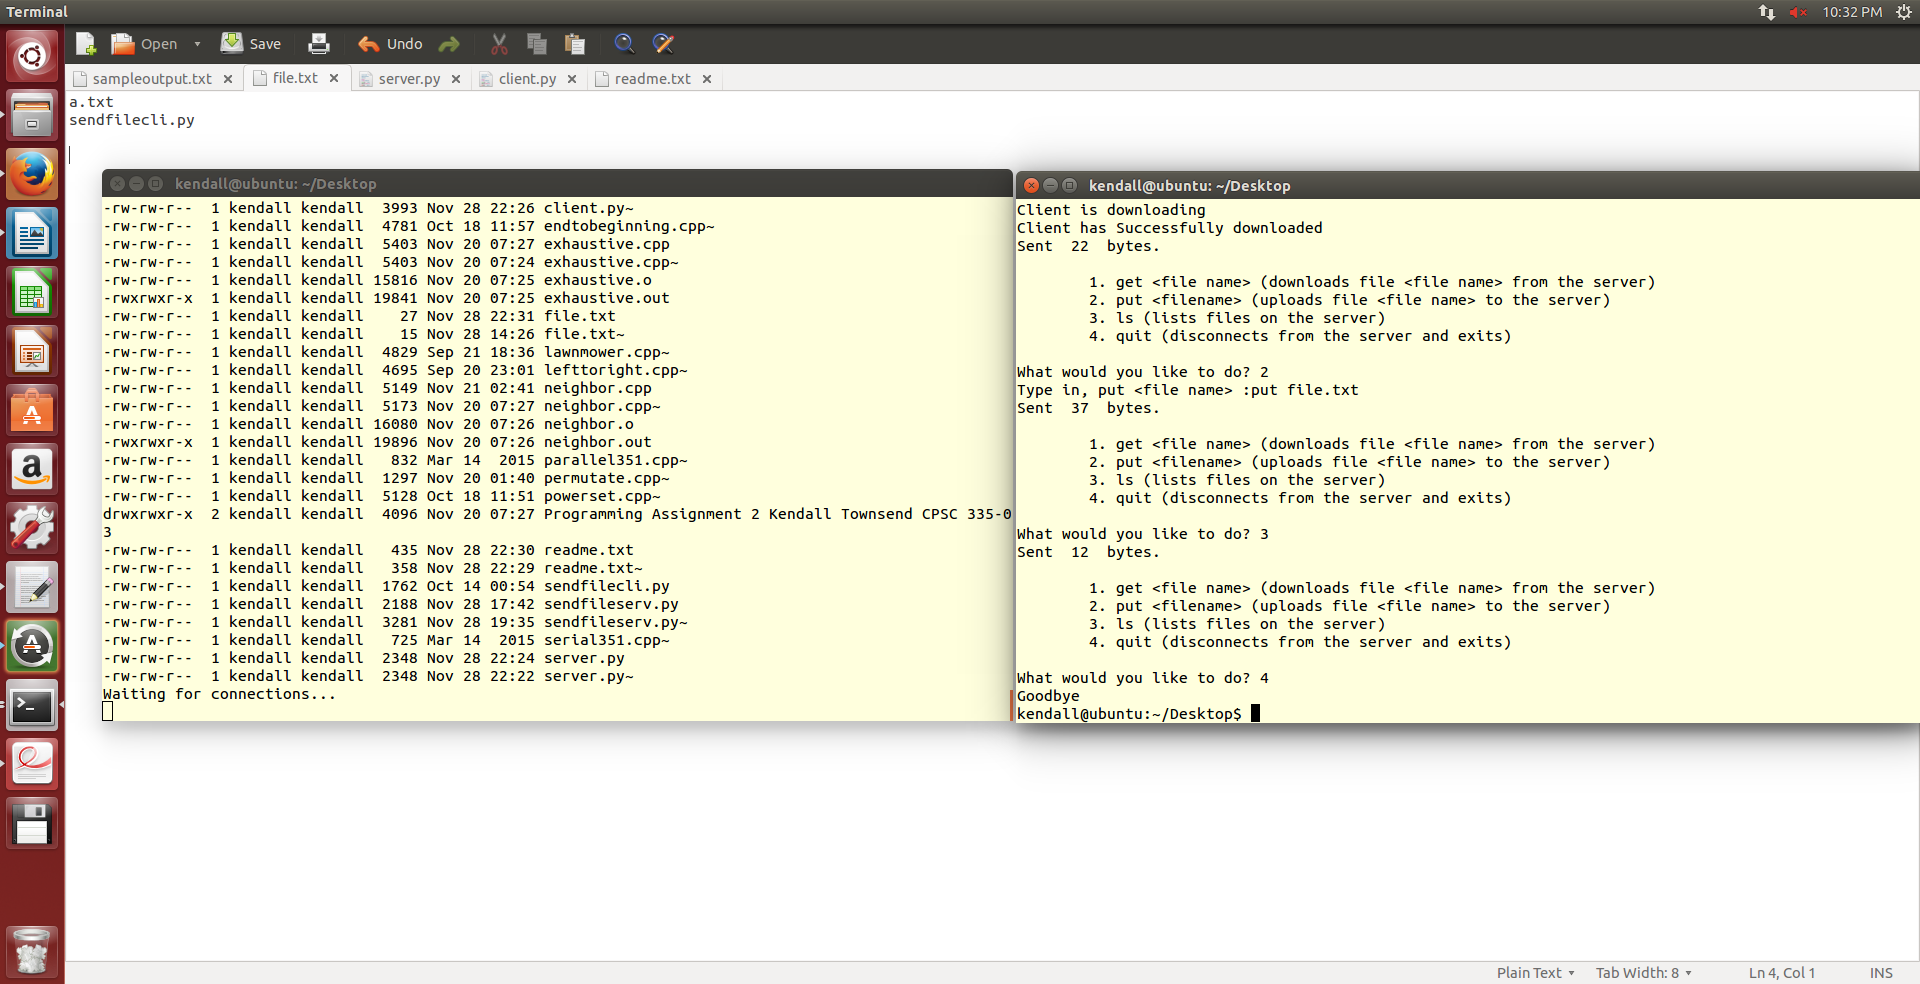 Terminal
10:32 PM
Open
Save
Undo
sampleoutput.txt
file.txt
server.py
client.py
readme.txt
a.txt
sendfilecli.py
kendall@ubuntu: ~/Desktop
-rw-rw-r--  1 kendall kendall  3993 Nov 28 22:26 client.py~
-rw-rw-r--  1 kendall kendall  4781 Oct 18 11:57 endtobeginning.cpp~
-rw-rw-r--  1 kendall kendall  5403 Nov 20 07:27 exhaustive.cpp
-rw-rw-r--  1 kendall kendall  5403 Nov 20 07:24 exhaustive.cpp~
-rw-rw-r--  1 kendall kendall 15816 Nov 20 07:25 exhaustive.o
-rwxrwxr-x  1 kendall kendall 19841 Nov 20 07:25 exhaustive.out
-rw-rw-r--  1 kendall kendall    27 Nov 28 22:31 file.txt
-rw-rw-r--  1 kendall kendall    15 Nov 28 14:26 file.txt~
-rw-rw-r--  1 kendall kendall  4829 Sep 21 18:36 lawnmower.cpp~
-rw-rw-r--  1 kendall kendall  4695 Sep 20 23:01 lefttoright.cpp~
-rw-rw-r--  1 kendall kendall  5149 Nov 21 02:41 neighbor.cpp
-rw-rw-r--  1 kendall kendall  5173 Nov 20 07:27 neighbor.cpp~
-rw-rw-r--  1 kendall kendall 16080 Nov 20 07:26 neighbor.o
-rwxrwxr-x  1 kendall kendall 19896 Nov 20 07:26 neighbor.out
-rw-rw-r--  1 kendall kendall   832 Mar 14  2015 parallel351.cpp~
-rw-rw-r--  1 kendall kendall  1297 Nov 20 01:40 permutate.cpp~
-rw-rw-r--  1 kendall kendall  5128 Oct 18 11:51 powerset.cpp~
drwxrwxr-x  2 kendall kendall  4096 Nov 20 07:27 Programming Assignment 2 Kendall Townsend CPSC 335-0
3
-rw-rw-r--  1 kendall kendall   435 Nov 28 22:30 readme.txt
-rw-rw-r--  1 kendall kendall   358 Nov 28 22:29 readme.txt~
-rw-rw-r--  1 kendall kendall  1762 Oct 14 00:54 sendfilecli.py
-rw-rw-r--  1 kendall kendall  2188 Nov 28 17:42 sendfileserv.py
-rw-rw-r--  1 kendall kendall  3281 Nov 28 19:35 sendfileserv.py~
-rw-rw-r--  1 kendall kendall   725 Mar 14  2015 serial351.cpp~
-rw-rw-r--  1 kendall kendall  2348 Nov 28 22:24 server.py
-rw-rw-r--  1 kendall kendall  2348 Nov 28 22:22 server.py~
Waiting for connections...
kendall@ubuntu: ~/Desktop
Client is downloading
Client has Successfully downloaded
Sent  22  bytes.
1. get <file name> (downloads file <file name> from the server)
2. put <filename> (uploads file <file name> to the server)
3. ls (lists files on the server)
4. quit (disconnects from the server and exits)
What would you like to do? 2
Type in, put <file name> :put file.txt
Sent  37  bytes.
1. get <file name> (downloads file <file name> from the server)
2. put <filename> (uploads file <file name> to the server)
3. ls (lists files on the server)
4. quit (disconnects from the server and exits)
What would you like to do? 3
Sent  12  bytes.
1. get <file name> (downloads file <file name> from the server)
2. put <filename> (uploads file <file name> to the server)
3. ls (lists files on the server)
4. quit (disconnects from the server and exits)
What would you like to do? 4
Goodbye
kendall@ubuntu:~/Desktop$
Plain Text
Tab Width: 8
Ln 4, Col 1
INS